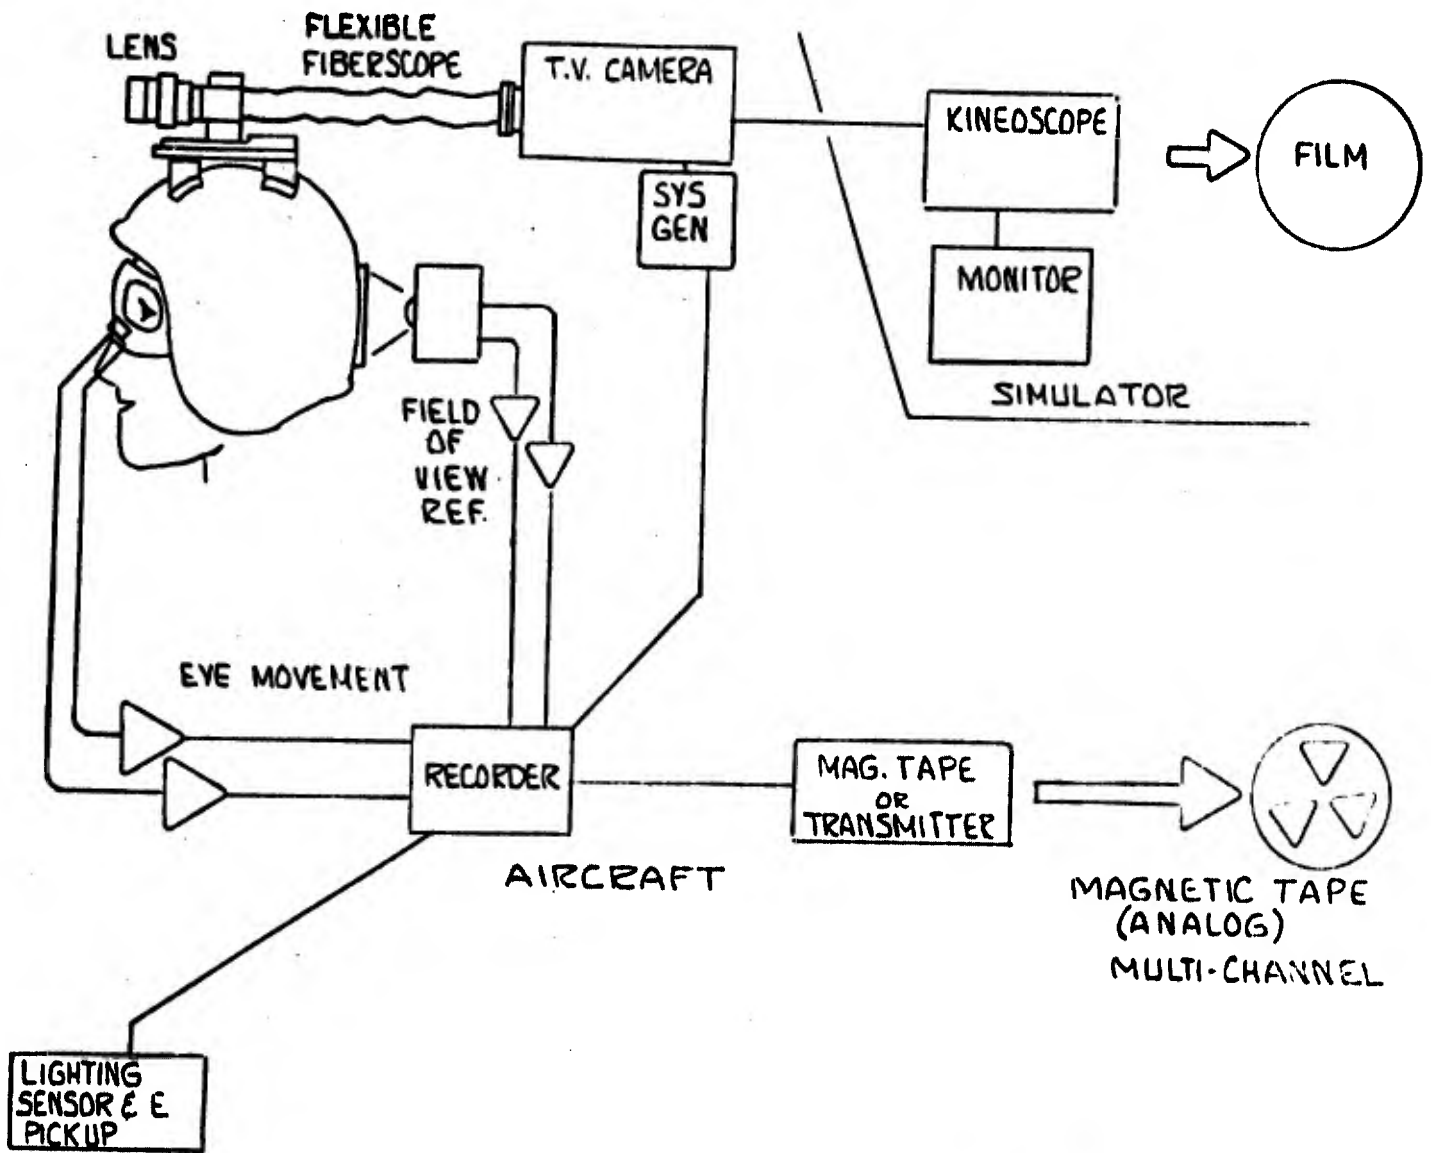 LENS
FLEXIBLE
FIBERSCOPE
T.V. CAMERA
SYS
GEN
KINEOSCOPE
FILM
MONITOR
SIMULATOR
FIELD
OF
VIEW
REF.
EYE MOVEMENT
RECORDER
MAG. TAPE
OR
TRANSMITTER
AIRCRAFT
MAGNETIC TAPE
(ANALOG)
MULTI-CHANNEL
LIGHTING
SENSOR & E
PICKUP